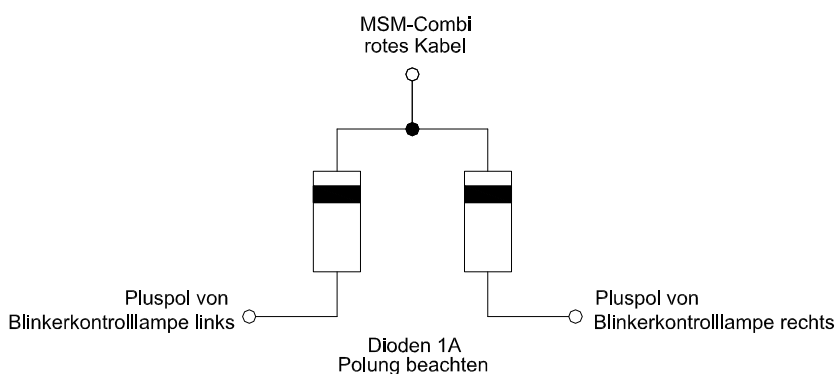 MSM-Combi
rotes Kabel
Pluspol von
Blinkerkontrolllampe links
Pluspol von
Blinkerkontrolllampe rechts
Dioden 1A
Polung beachten